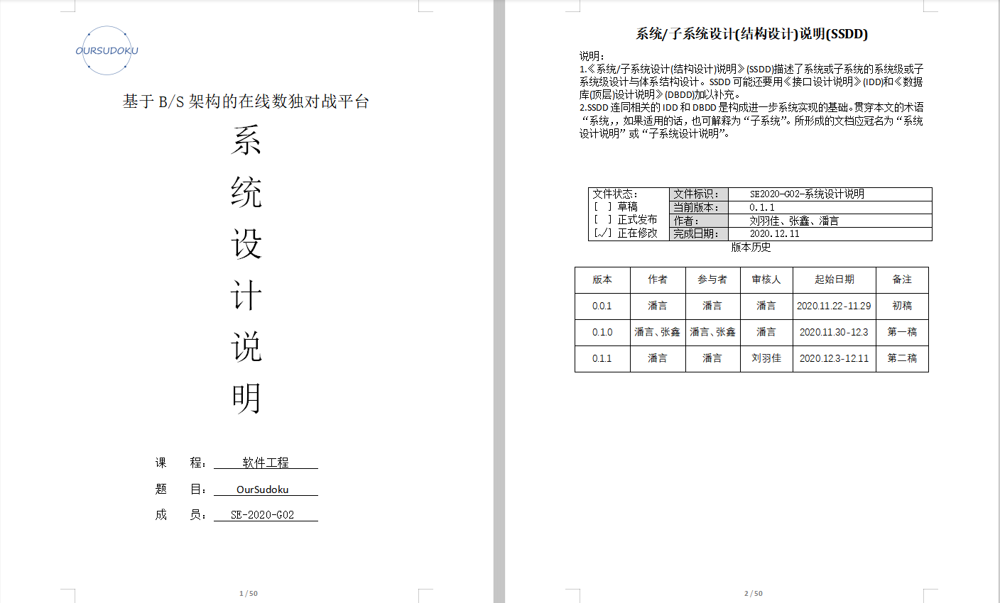 OURSUDOKU
基于 B/S 架构的在线数独对战平台
系
统
设
计
说
明
课 程： 软件工程
题 目： OurSudoku
成 员： SE-2020-G02
1 / 50
系统/子系统设计(结构设计)说明(SSDD)
说明：
1.《系统/子系统设计(结构设计)说明》(SSDD)描述了系统或子系统的系统级或子
系统级设计与体系结构设计。SSDD 可能还要用《接口设计说明》(IDD)和《数据
库(顶层)设计说明》(DBDD)加以补充。
2.SSDD 连同相关的 IDD 和 DBDD 是构成进一步系统实现的基础。贯穿本文的术语
“系统，，如果适用的话，也可解释为“子系统”。所形成的文档应冠名为“系统
设计说明”或“子系统设计说明”。
文件状态：
[ ] 草稿
[ ] 正式发布
[√] 正在修改
文件标识： SE2020-G02-系统设计说明
当前版本： 0.1.1
作者： 刘羽佳、张鑫、潘言
完成日期： 2020.12.11
版本历史
版本 作者 参与者 审核人 起始日期 备注
0.0.1 潘言 潘言 潘言 2020.11.22-11.29 初稿
0.1.0 潘言、张鑫 潘言、张鑫 潘言 2020.11.30-12.3 第一稿
0.1.1 潘言 潘言 刘羽佳 2020.12.3-12.11 第二稿
2 / 50